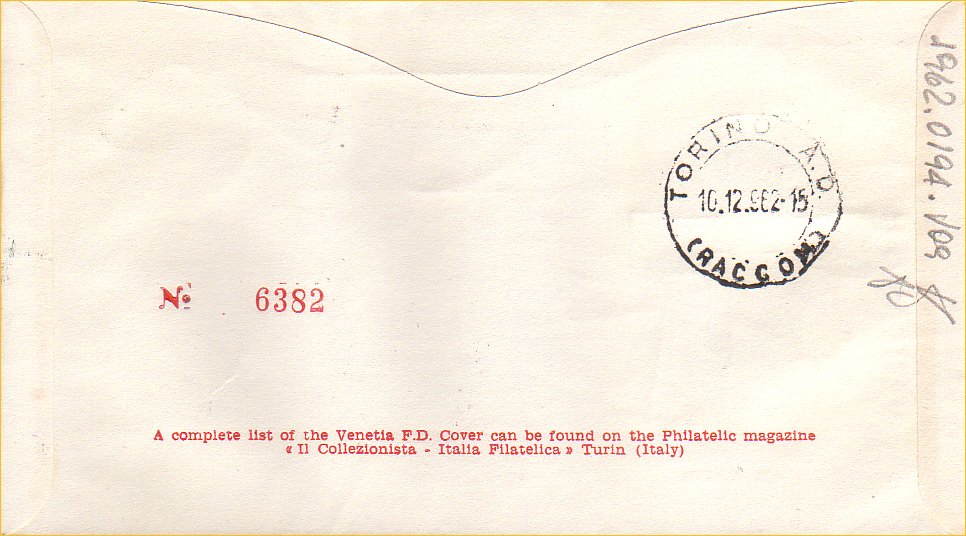 TORINO A.D.
10.12.962-15
(RACCOM)
Nº 6382
A complete list of the Venetia F.D. Cover can be found on the Philatelic magazine
« Il Collezionista - Italia Filatelica » Turin (Italy)
1962.0194.